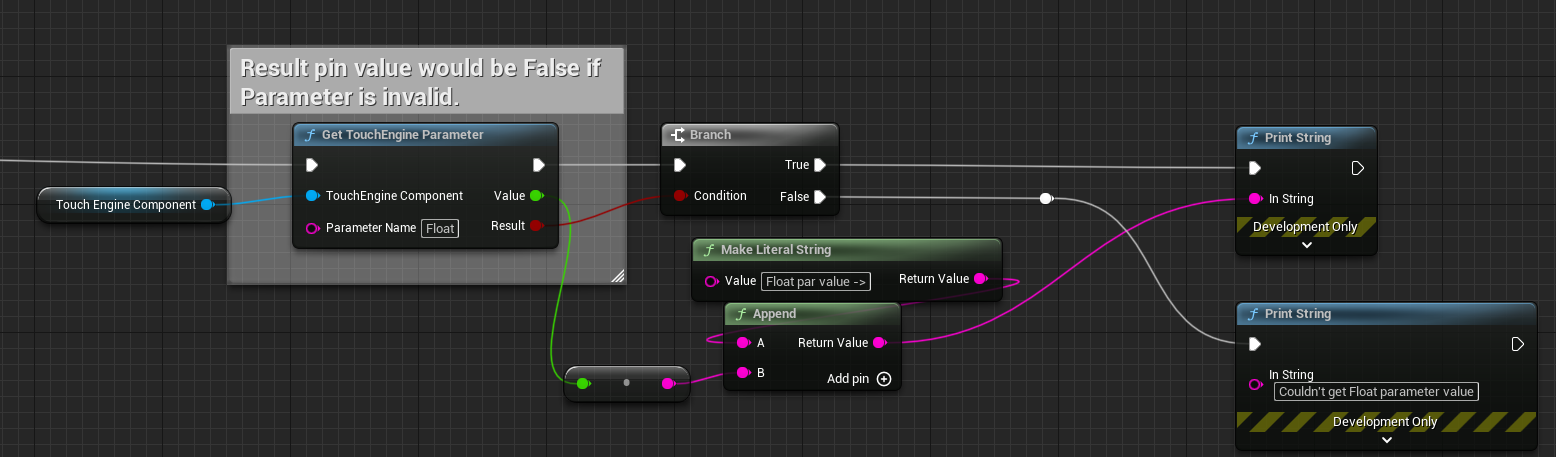 Result pin value would be False if
Parameter is invalid.
Get TouchEngine Parameter
Touch Engine Component
TouchEngine Component
Value
Parameter Name
Float
Result
Branch
True
Condition
False
Make Literal String
Value
Float par value ->
Return Value
Append
A
Return Value
B
Add pin
Print String
In String
Development Only
Print String
In String
Couldn't get Float parameter value
Development Only